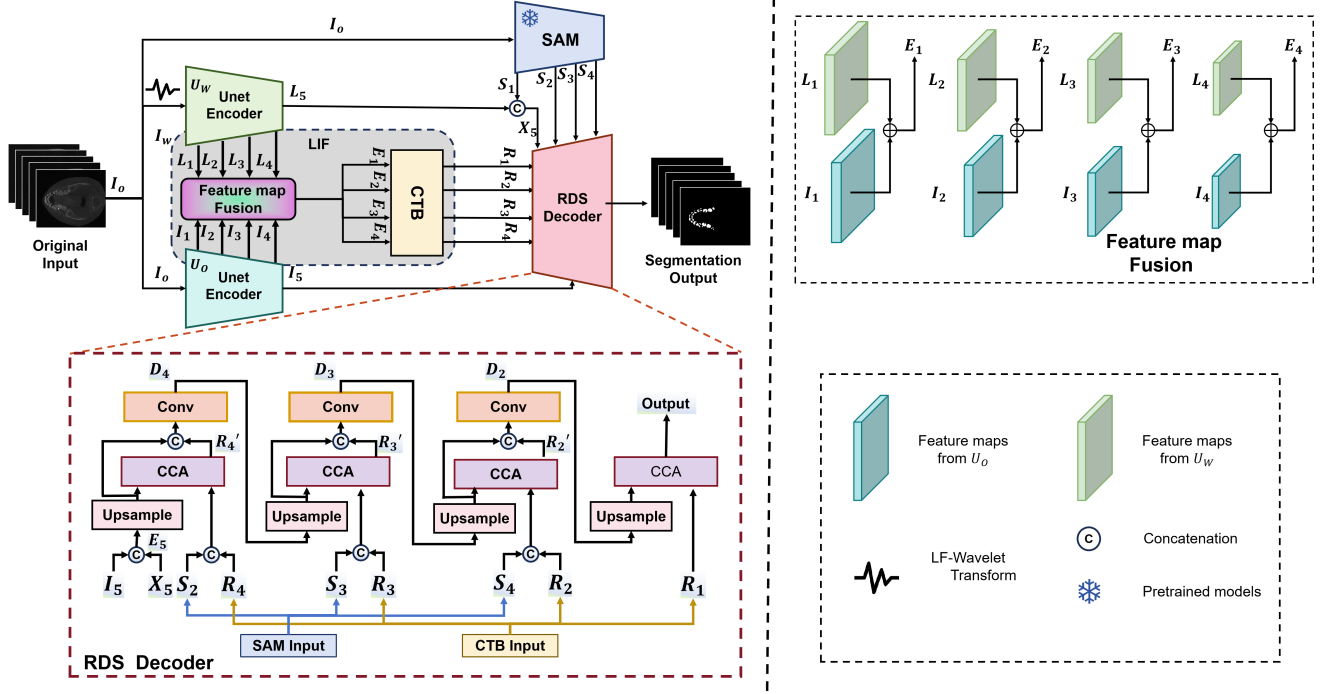 I_o
SAM
S_1
S_2
S_3
S_4
U_W
Unet
Encoder
L_5
C
X_5
I_W
LIF
L_1
L_2
L_3
L_4
Feature map
Fusion
I_1
I_2
I_3
I_4
E_1
E_2
E_3
E_4
CTB
R_1
R_2
R_3
R_4
RDS
Decoder
I_o
Original
Input
Segmentation
Output
I_o
U_O
Unet
Encoder
I_5
L_1
E_1
L_2
E_2
L_3
E_3
L_4
E_4
I_1
I_2
I_3
I_4
Feature map
Fusion
D_4
D_3
D_2
Conv
Conv
Conv
Output
C
R_4′
C
R_3′
C
R_2′
CCA
CCA
CCA
CCA
Upsample
Upsample
Upsample
Upsample
E_5
C
C
C
C
I_5
X_5
S_2
R_4
S_3
R_3
S_4
R_2
R_1
SAM Input
CTB Input
RDS Decoder
Feature maps
from U_O
Feature maps
from U_W
LF-Wavelet
Transform
C
Concatenation
Pretrained models